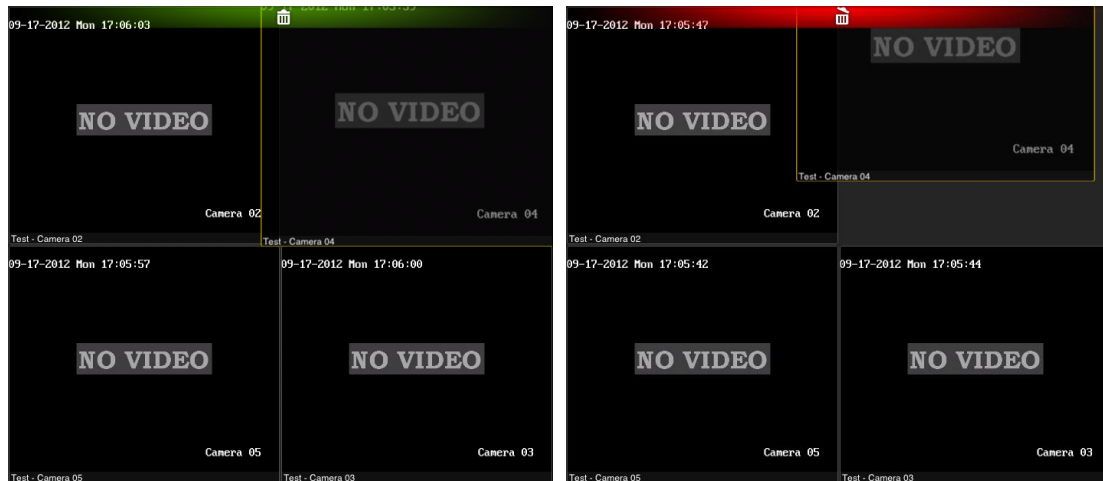 09-17-2012 Mon 17:06:03
NO VIDEO
NO VIDEO
Camera 02
Camera 04
Test - Camera 02
Test - Camera 04
09-17-2012 Mon 17:05:57
09-17-2012 Mon 17:06:00
NO VIDEO
NO VIDEO
Camera 05
Camera 03
Test - Camera 05
Test - Camera 03
09-17-2012 Mon 17:05:47
NO VIDEO
NO VIDEO
Camera 04
Test - Camera 04
Camera 02
Test - Camera 02
09-17-2012 Mon 17:05:42
09-17-2012 Mon 17:05:44
NO VIDEO
NO VIDEO
Camera 05
Camera 03
Test - Camera 05
Test - Camera 03